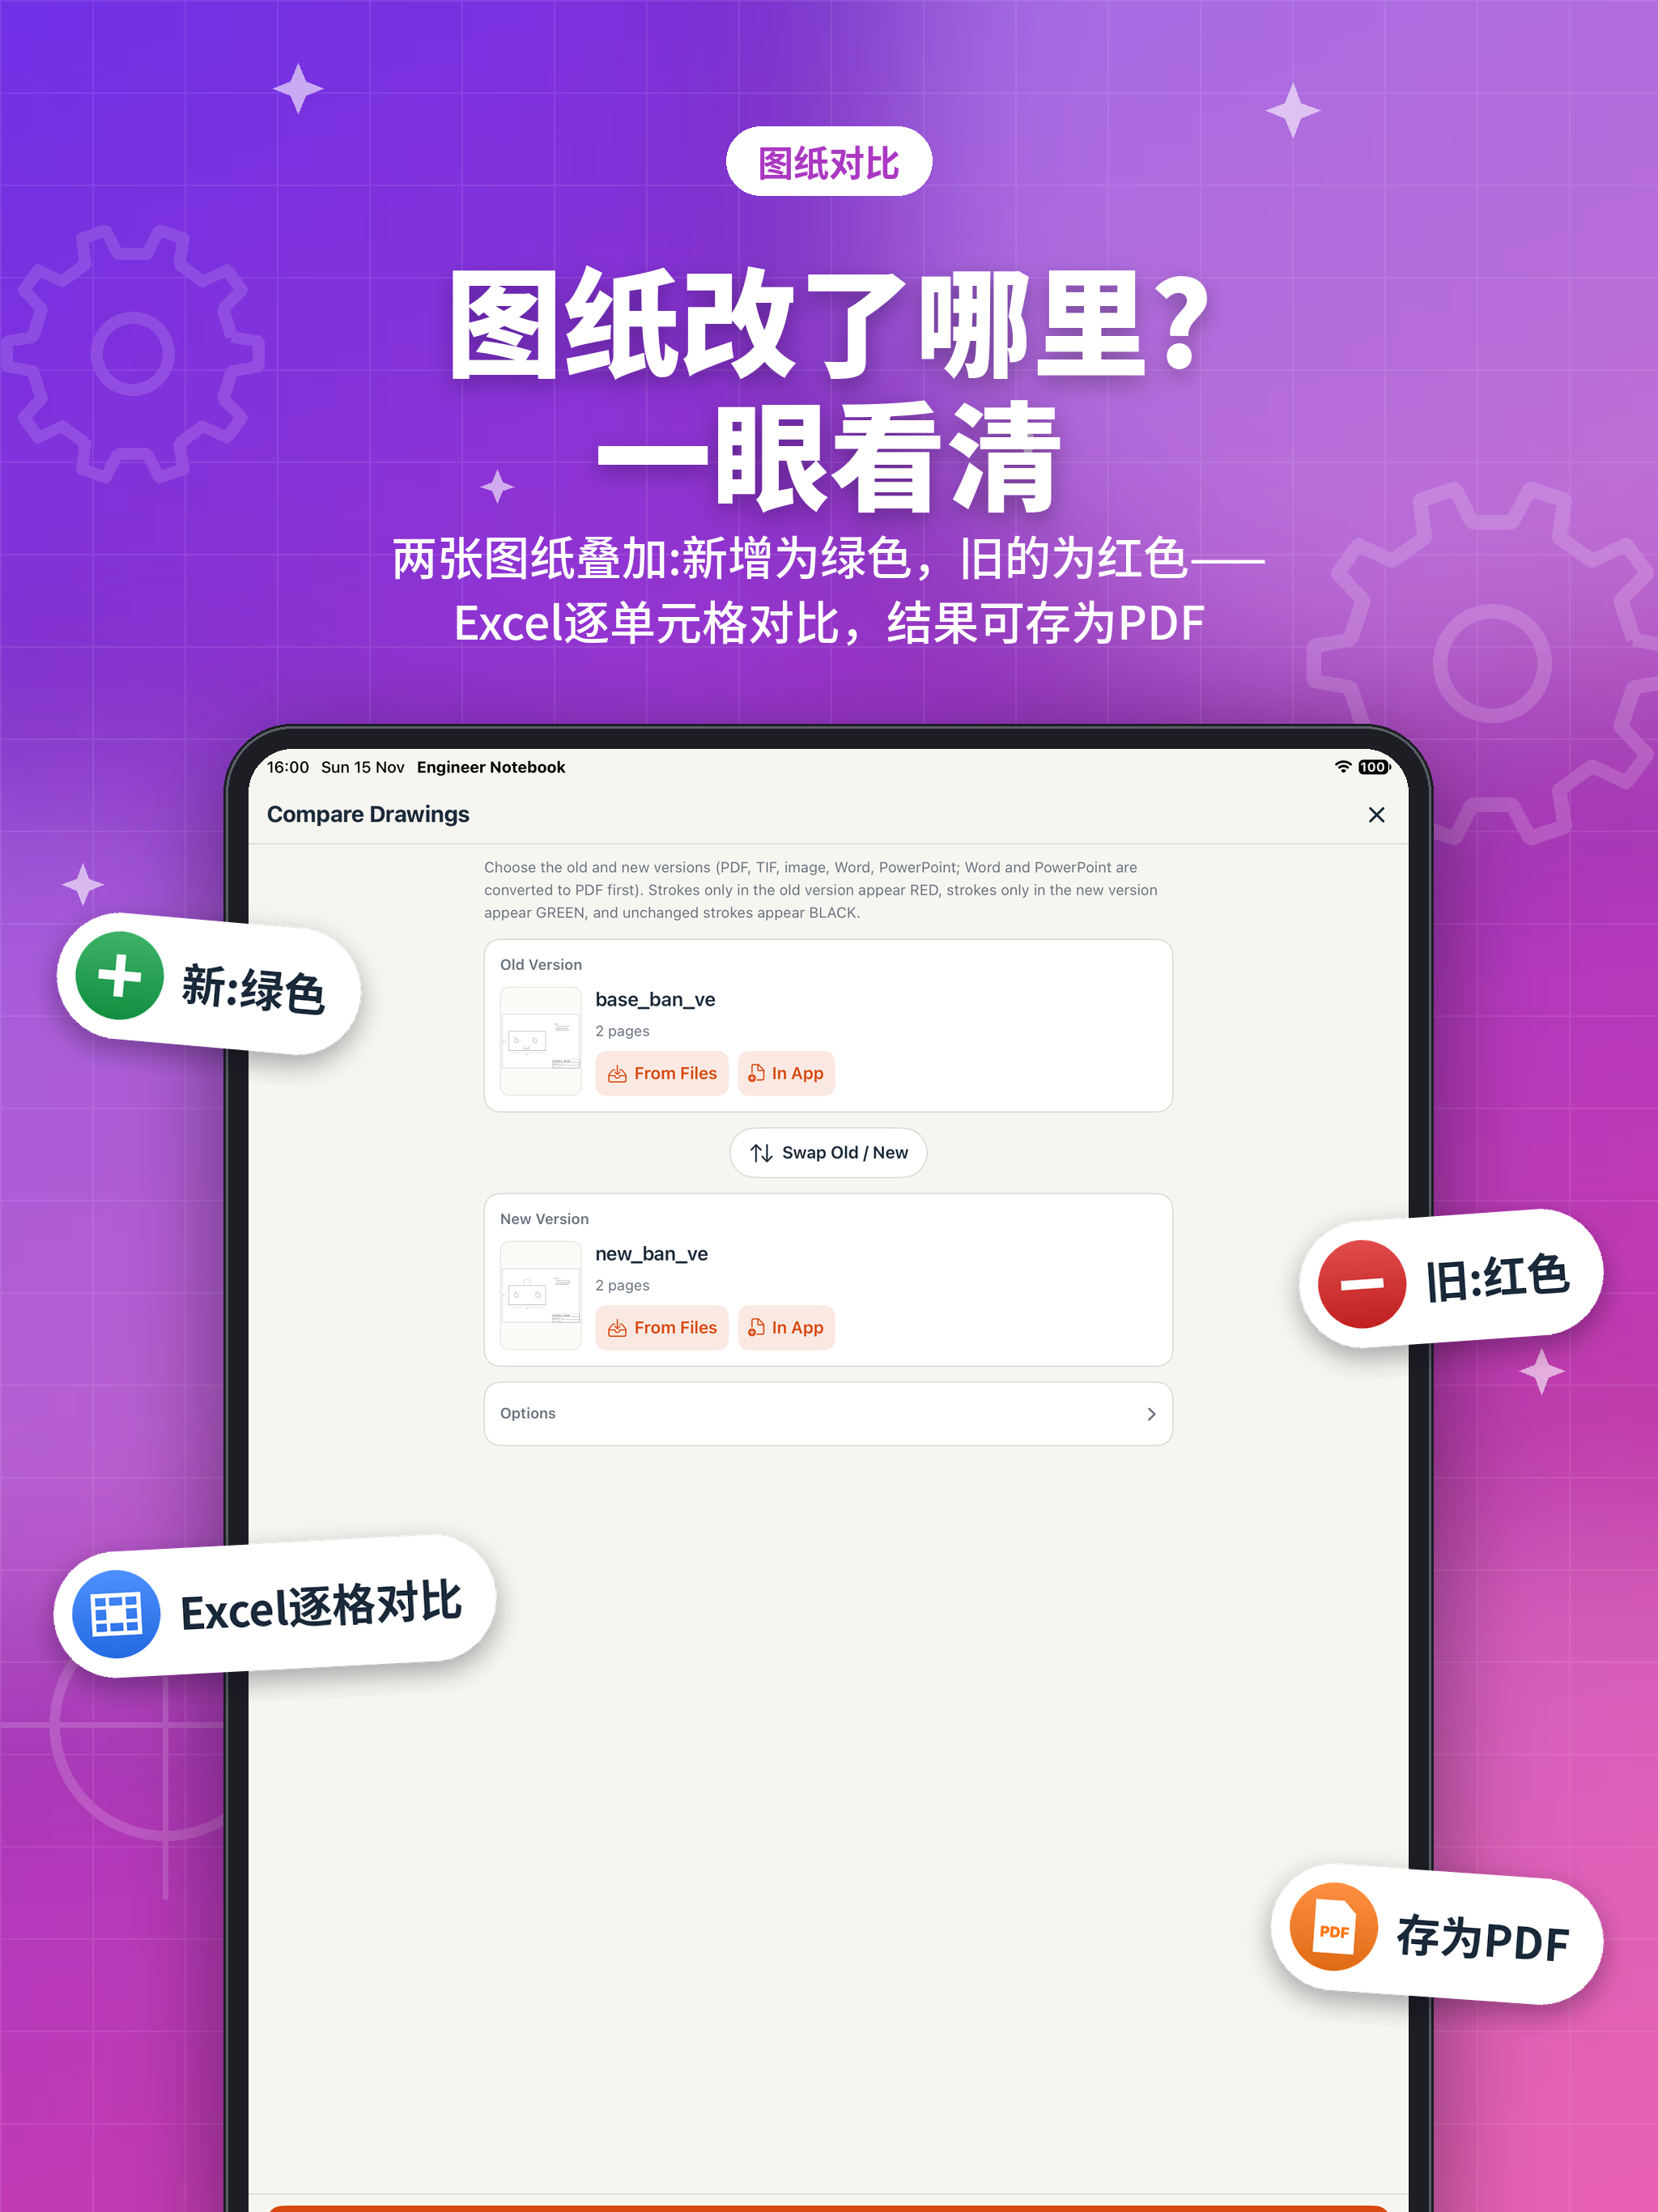 图纸对比
图纸改了哪里?
一眼看清
两张图纸叠加:新增为绿色，旧的为红色——
Excel逐单元格对比，结果可存为PDF
16:00 Sun 15 Nov Engineer Notebook
100
Compare Drawings
Choose the old and new versions (PDF, TIF, image, Word, PowerPoint; Word and PowerPoint are
converted to PDF first). Strokes only in the old version appear RED, strokes only in the new version
appear GREEN, and unchanged strokes appear BLACK.
新:绿色
Old Version
base_ban_ve
2 pages
From Files
In App
Swap Old / New
New Version
new_ban_ve
2 pages
From Files
In App
旧:红色
Options
Excel逐格对比
PDF
存为PDF